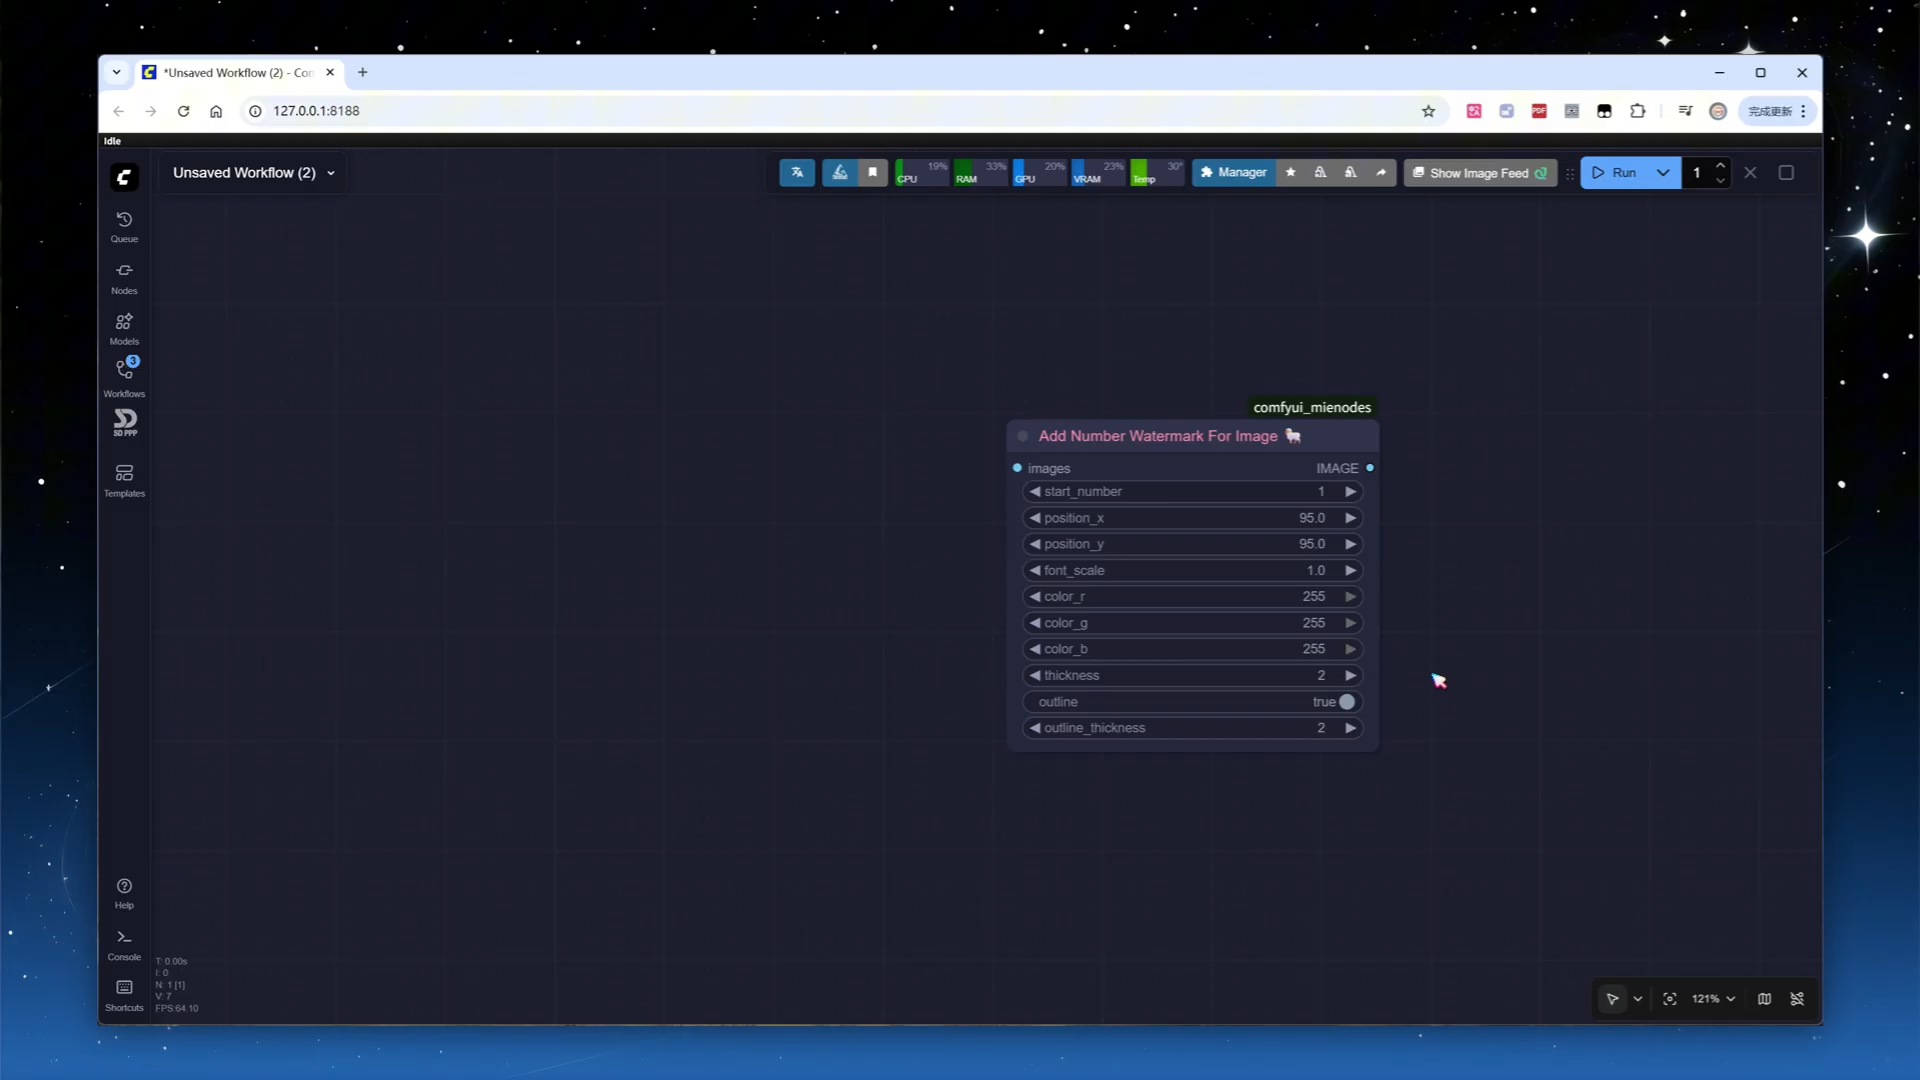 *Unsaved Workflow (2) - Con
127.0.0.1:8188
完成更新
Idle
Unsaved Workflow (2)
CPU 19%
RAM 33%
GPU 20%
VRAM 23%
Temp 30°
Manager
Show Image Feed
Run
1
Queue
Nodes
Models
3
Workflows
SD PPP
Templates
comfyui_mienodes
Add Number Watermark For Image
images IMAGE
start_number 1
position_x 95.0
position_y 95.0
font_scale 1.0
color_r 255
color_g 255
color_b 255
thickness 2
outline true
outline_thickness 2
Help
Console
Shortcuts
T: 0.00s
I: 0
N: 1 [1]
V: 7
FPS:64.10
121%